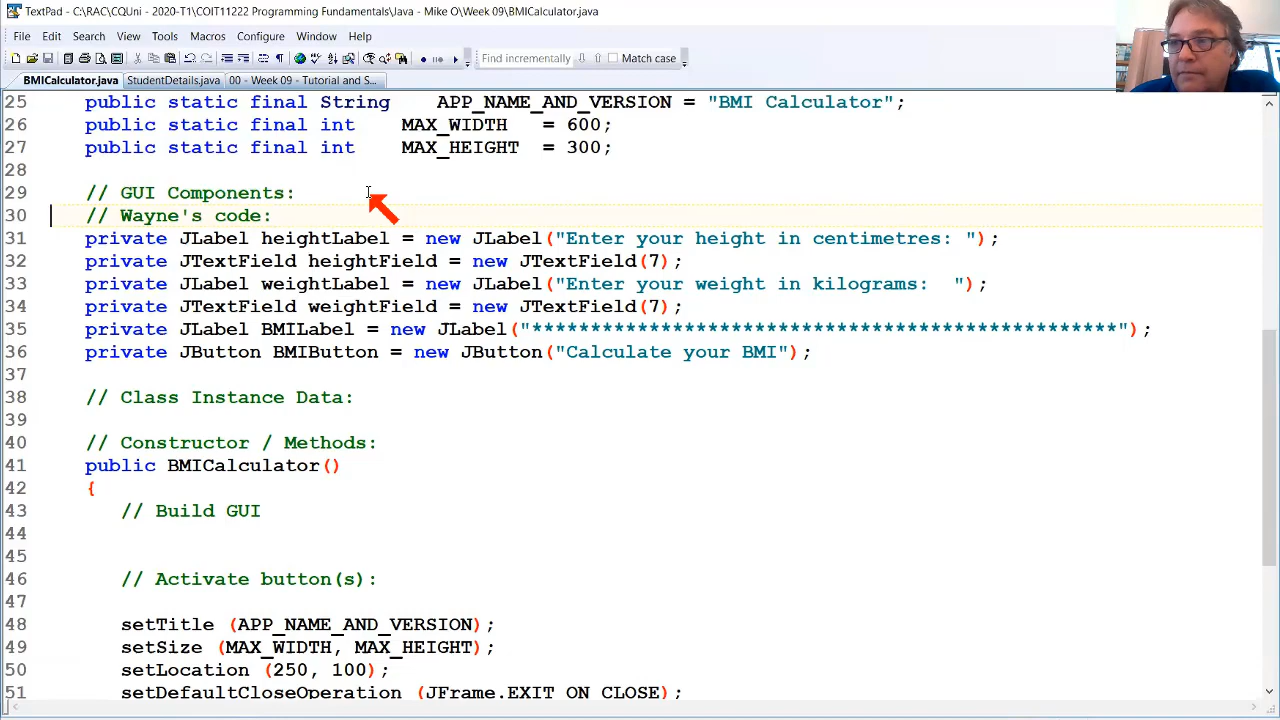 TextPad - C:\RAC\CQUni - 2020-T1\COIT11222 Programming Fundamentals\Java - Mike O\Week 09\BMICalculator.java
File Edit Search View Tools Macros Configure Window Help
Find incrementally Match case
BMICalculator.java StudentDetails.java 00 - Week 09 - Tutorial and S...
25 public static final String APP_NAME_AND_VERSION = "BMI Calculator";
26 public static final int MAX_WIDTH = 600;
27 public static final int MAX_HEIGHT = 300;
28
29 // GUI Components:
30 // Wayne's code:
31 private JLabel heightLabel = new JLabel("Enter your height in centimetres: ");
32 private JTextField heightField = new JTextField(7);
33 private JLabel weightLabel = new JLabel("Enter your weight in kilograms:  ");
34 private JTextField weightField = new JTextField(7);
35 private JLabel BMILabel = new JLabel("**************************************************");
36 private JButton BMIButton = new JButton("Calculate your BMI");
37
38 // Class Instance Data:
39
40 // Constructor / Methods:
41 public BMICalculator()
42 {
43 // Build GUI
44
45
46 // Activate button(s):
47
48 setTitle (APP_NAME_AND_VERSION);
49 setSize (MAX_WIDTH, MAX_HEIGHT);
50 setLocation (250, 100);
51 setDefaultCloseOperation (JFrame.EXIT_ON_CLOSE);